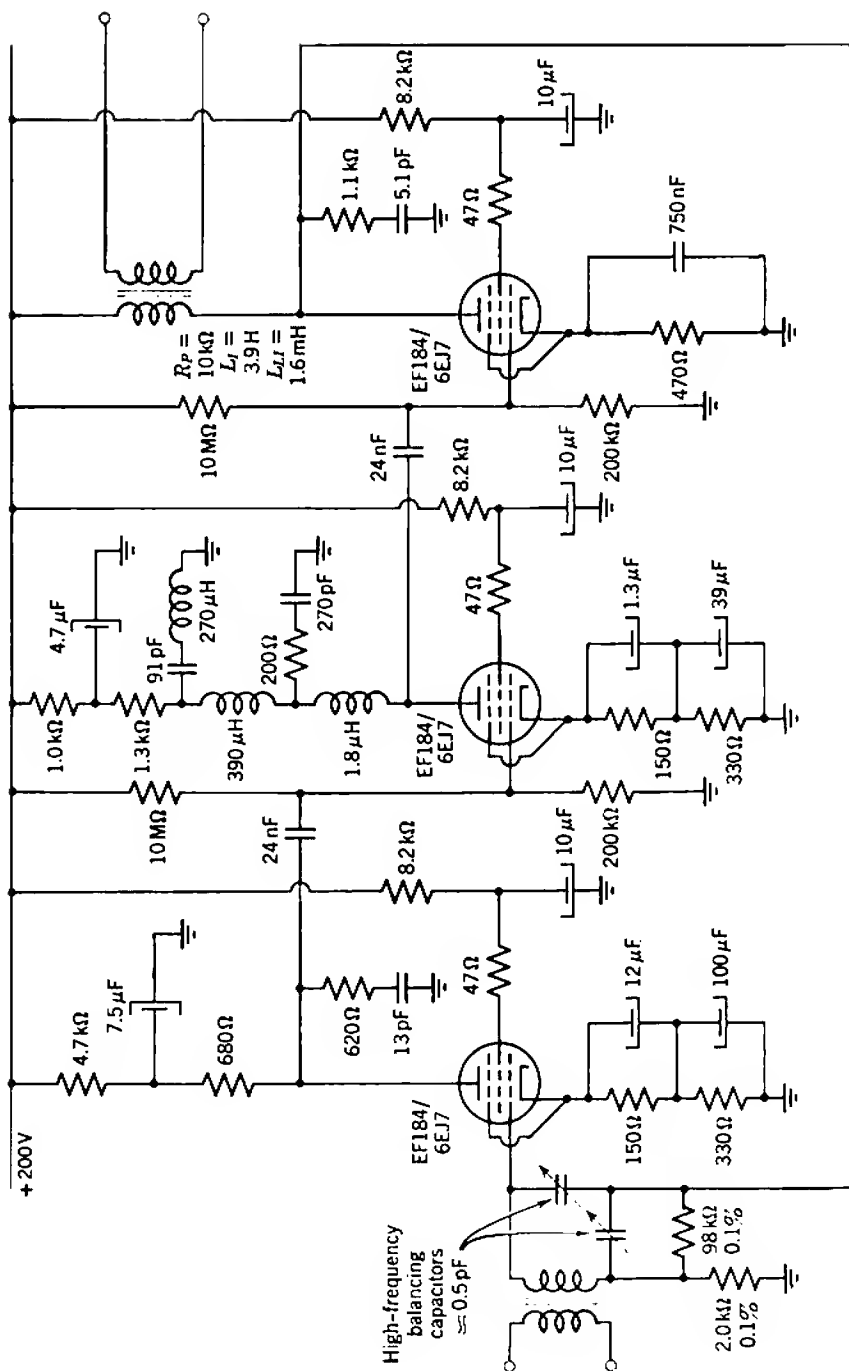 +200V
4.7kΩ
7.5μF
680Ω
620Ω
13pF
24nF
8.2kΩ
47Ω
10μF
EF184/
6EJ7
150Ω
12μF
330Ω
100μF
High-frequency
balancing
capacitors
≤ 0.5pF
98kΩ
0.1%
2.0kΩ
0.1%
10MΩ
200kΩ
1.0kΩ
4.7μF
1.3kΩ
91pF
270μH
390μH
200Ω
270pF
1.8μH
24nF
8.2kΩ
47Ω
10μF
EF184/
6EJ7
150Ω
1.3μF
330Ω
39μF
10MΩ
200kΩ
R_P =
10kΩ
L_I =
3.9H
L_LI =
1.6mH
1.1kΩ
5.1pF
8.2kΩ
47Ω
10μF
EF184/
6EJ7
470Ω
750nF